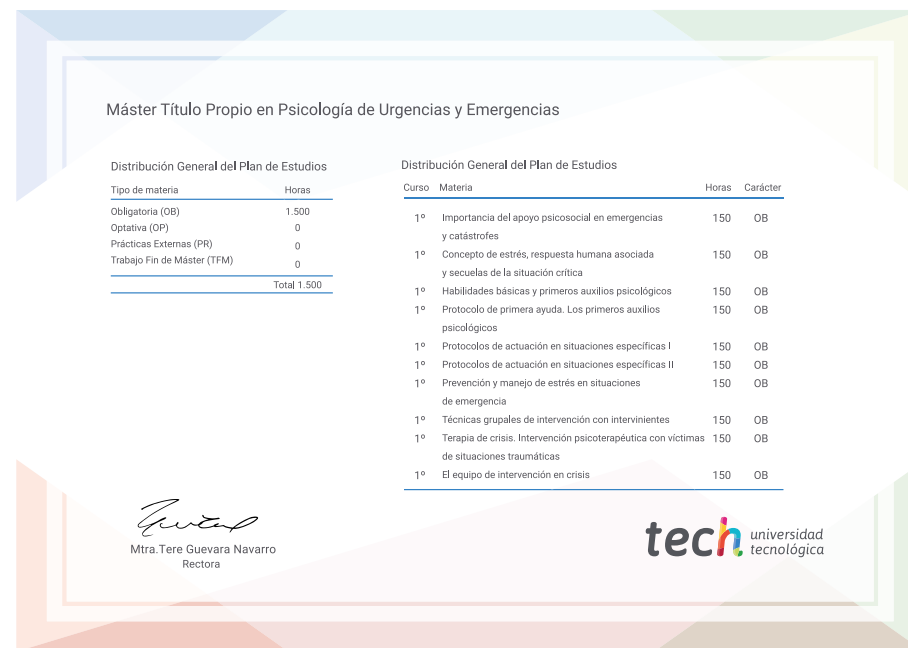 Máster Título Propio en Psicología de Urgencias y Emergencias
Distribución General del Plan de Estudios
Tipo de materia Horas
Obligatoria (OB) 1.500
Optativa (OP) 0
Prácticas Externas (PR) 0
Trabajo Fin de Máster (TFM) 0
Total 1.500
Distribución General del Plan de Estudios
Curso Materia Horas Carácter
1º Importancia del apoyo psicosocial en emergencias 150 OB
y catástrofes
1º Concepto de estrés, respuesta humana asociada 150 OB
y secuelas de la situación crítica
1º Habilidades básicas y primeros auxilios psicológicos 150 OB
1º Protocolo de primera ayuda. Los primeros auxilios 150 OB
psicológicos
1º Protocolos de actuación en situaciones específicas I 150 OB
1º Protocolos de actuación en situaciones específicas II 150 OB
1º Prevención y manejo de estrés en situaciones 150 OB
de emergencia
1º Técnicas grupales de intervención con intervinientes 150 OB
1º Terapia de crisis. Intervención psicoterapéutica con víctimas 150 OB
de situaciones traumáticas
1º El equipo de intervención en crisis 150 OB
Mtra.Tere Guevara Navarro
Rectora
tech universidad
tecnológica